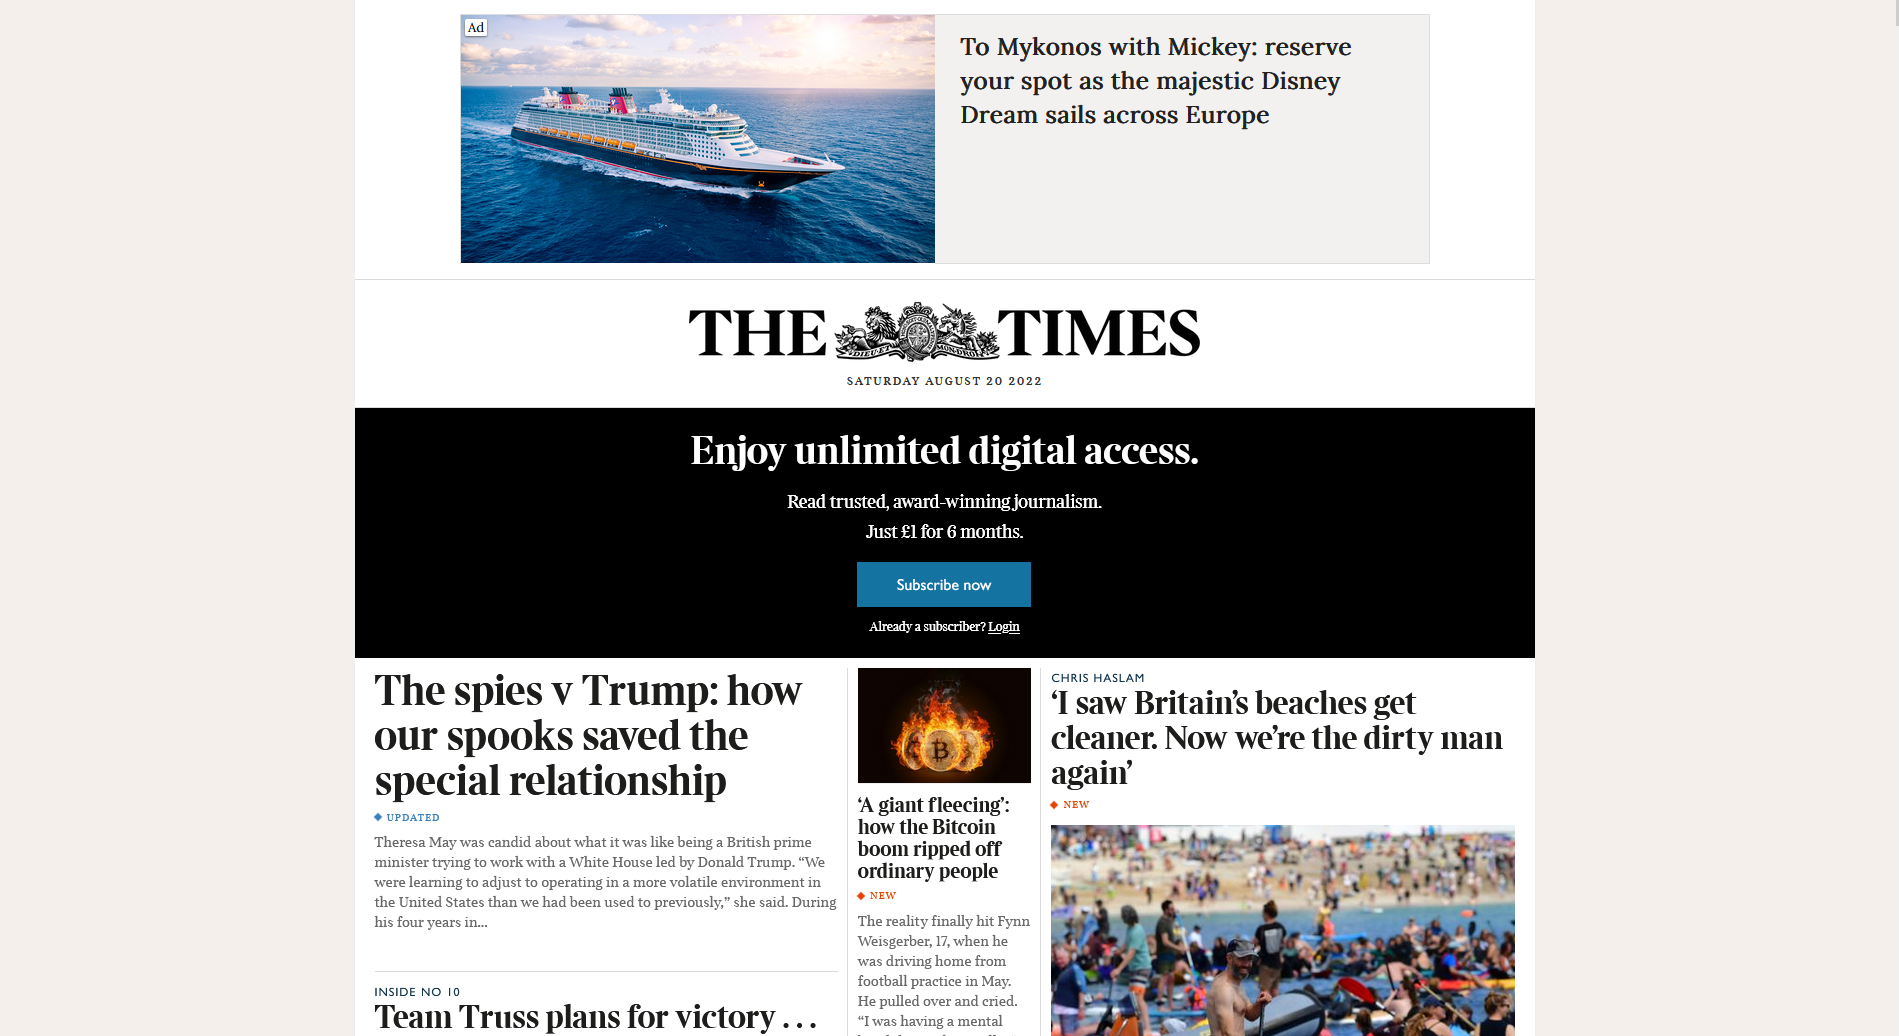 Ad
To Mykonos with Mickey: reserve
your spot as the majestic Disney
Dream sails across Europe
THE TIMES
DIEU ET MON DROIT
SATURDAY AUGUST 20 2022
Enjoy unlimited digital access.
Read trusted, award-winning journalism.
Just £1 for 6 months.
Subscribe now
Already a subscriber? Login
The spies v Trump: how
our spooks saved the
special relationship
UPDATED
Theresa May was candid about what it was like being a British prime
minister trying to work with a White House led by Donald Trump. “We
were learning to adjust to operating in a more volatile environment in
the United States than we had been used to previously,” she said. During
his four years in...
INSIDE NO 10
Team Truss plans for victory . . .
‘A giant fleecing’:
how the Bitcoin
boom ripped off
ordinary people
NEW
The reality finally hit Fynn
Weisgerber, 17, when he
was driving home from
football practice in May.
He pulled over and cried.
“I was having a mental
CHRIS HASLAM
‘I saw Britain’s beaches get
cleaner. Now we’re the dirty man
again’
NEW